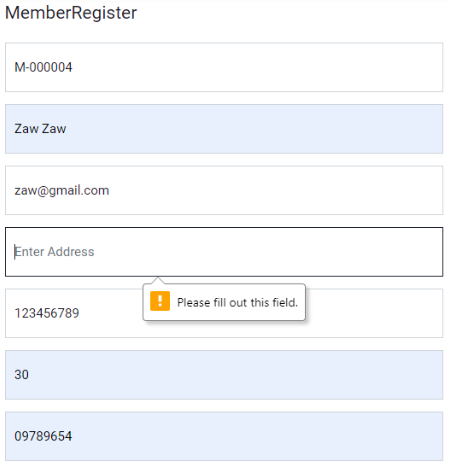 MemberRegister
M-000004
Zaw Zaw
zaw@gmail.com
Enter Address
Please fill out this field.
123456789
30
09789654